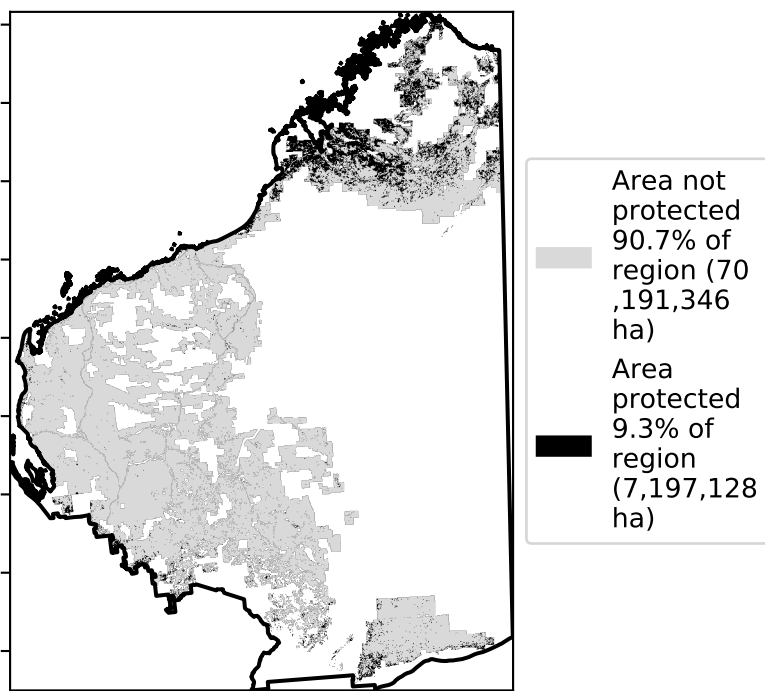 Area not
protected
90.7% of
region (70
,191,346
ha)
Area
protected
9.3% of
region
(7,197,128
ha)